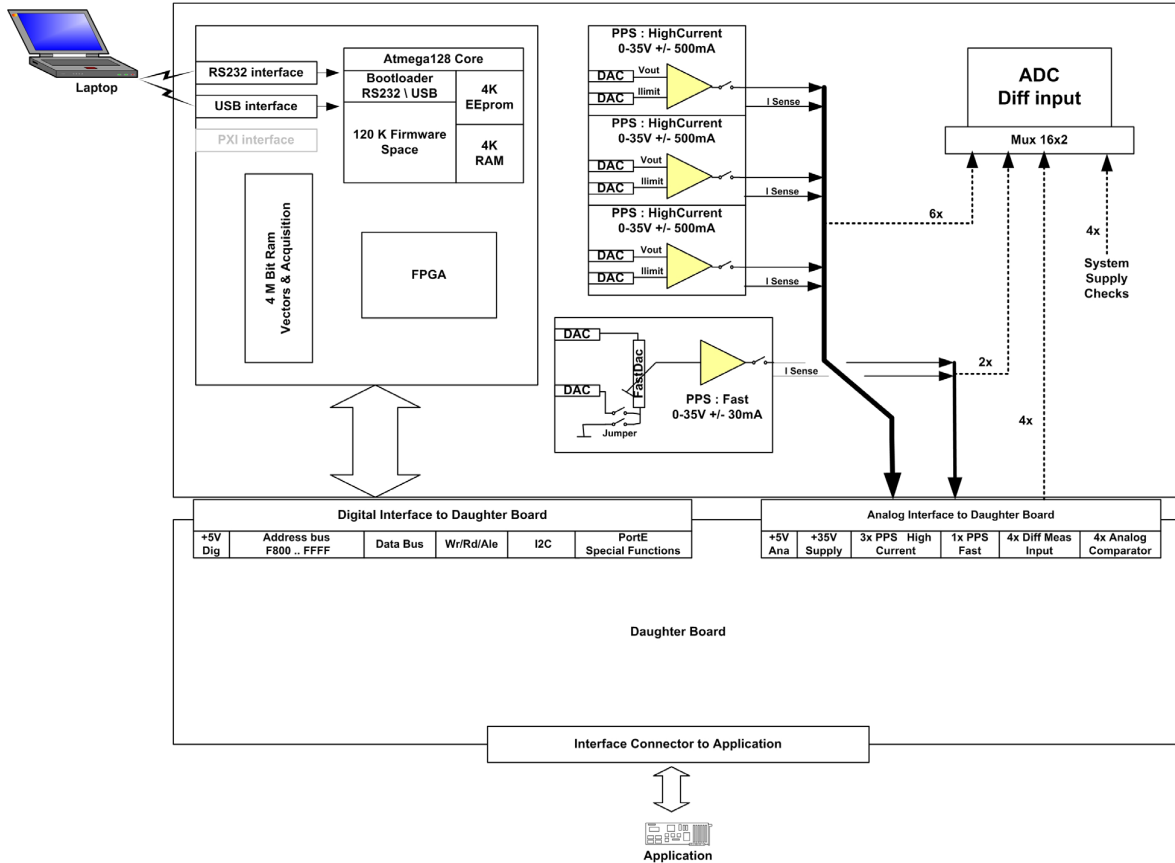 Laptop
RS232 interface
USB interface
PXI interface
Atmega128 Core
Bootloader
RS232 \ USB
4K
EEprom
120 K Firmware
Space
4K
RAM
4 M Bit Ram
Vectors & Acquisition
FPGA
PPS : HighCurrent
0-35V +/- 500mA
DAC
Vout
DAC
Ilimit
I Sense
PPS : HighCurrent
0-35V +/- 500mA
DAC
Vout
DAC
Ilimit
I Sense
PPS : HighCurrent
0-35V +/- 500mA
DAC
Vout
DAC
Ilimit
I Sense
DAC
FastDac
DAC
Jumper
PPS : Fast
0-35V +/- 30mA
I Sense
ADC
Diff input
Mux 16x2
6x
4x
System
Supply
Checks
2x
4x
Digital Interface to Daughter Board
+5V
Dig
Address bus
F800 .. FFFF
Data Bus
Wr/Rd/Ale
I2C
PortE
Special Functions
Analog Interface to Daughter Board
+5V
Ana
+35V
Supply
3x PPS High
Current
1x PPS
Fast
4x Diff Meas
Input
4x Analog
Comparator
Daughter Board
Interface Connector to Application
Application